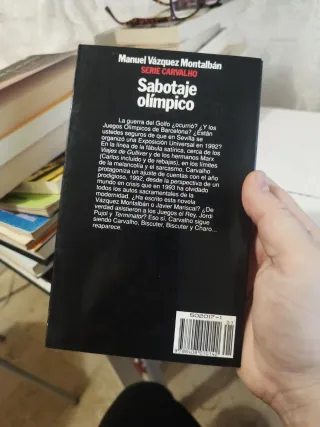 Manuel Vázquez Montalbán
SERIE CARVALHO
Sabotaje
olímpico
La guerra del Golfo ¿ocurrió? ¿Y los
Juegos Olímpicos de Barcelona? ¿Están
ustedes seguros de que en Sevilla se
organizó una Exposición Universal en 1992?
En la línea de la fábula satírica, cerca de los
Viajes de Gulliver y de los hermanos Marx
(Carlos incluido y de rebajas), en los límites
de la melancolía y el sarcasmo, Carvalho
protagoniza un ajuste de cuentas con el año
prodigioso, 1992, desde la perspectiva de un
mundo en crisis que en 1993 ha olvidado
todos los autos sacramentales de la
modernidad. ¿Ha escrito esta novela
Vázquez Montalbán o Javier Mariscal? ¿De
verdad asistieron a los Juegos el Rey, Jordi
Pujol y Terminator? Eso sí, Carvalho sigue
siendo Carvalho, Biscuter, Biscuter y Charo...
reaparece.
502017-1